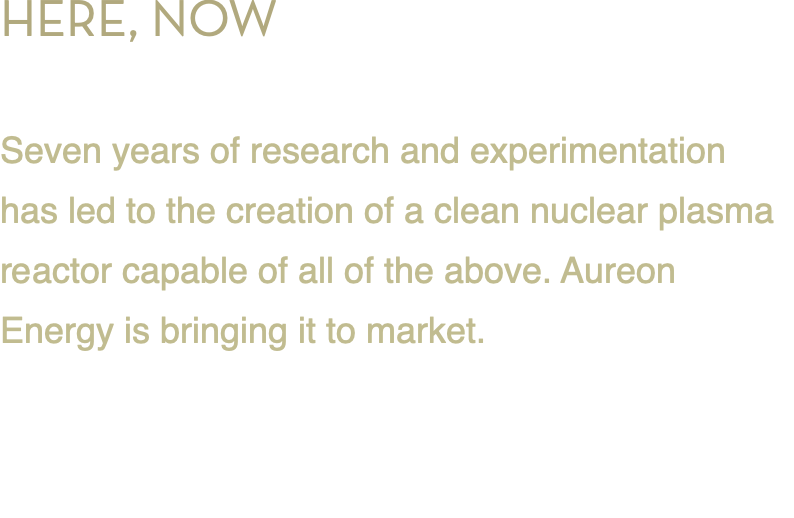 HERE, NOW
Seven years of research and experimentation
has led to the creation of a clean nuclear plasma
reactor capable of all of the above. Aureon
Energy is bringing it to market.